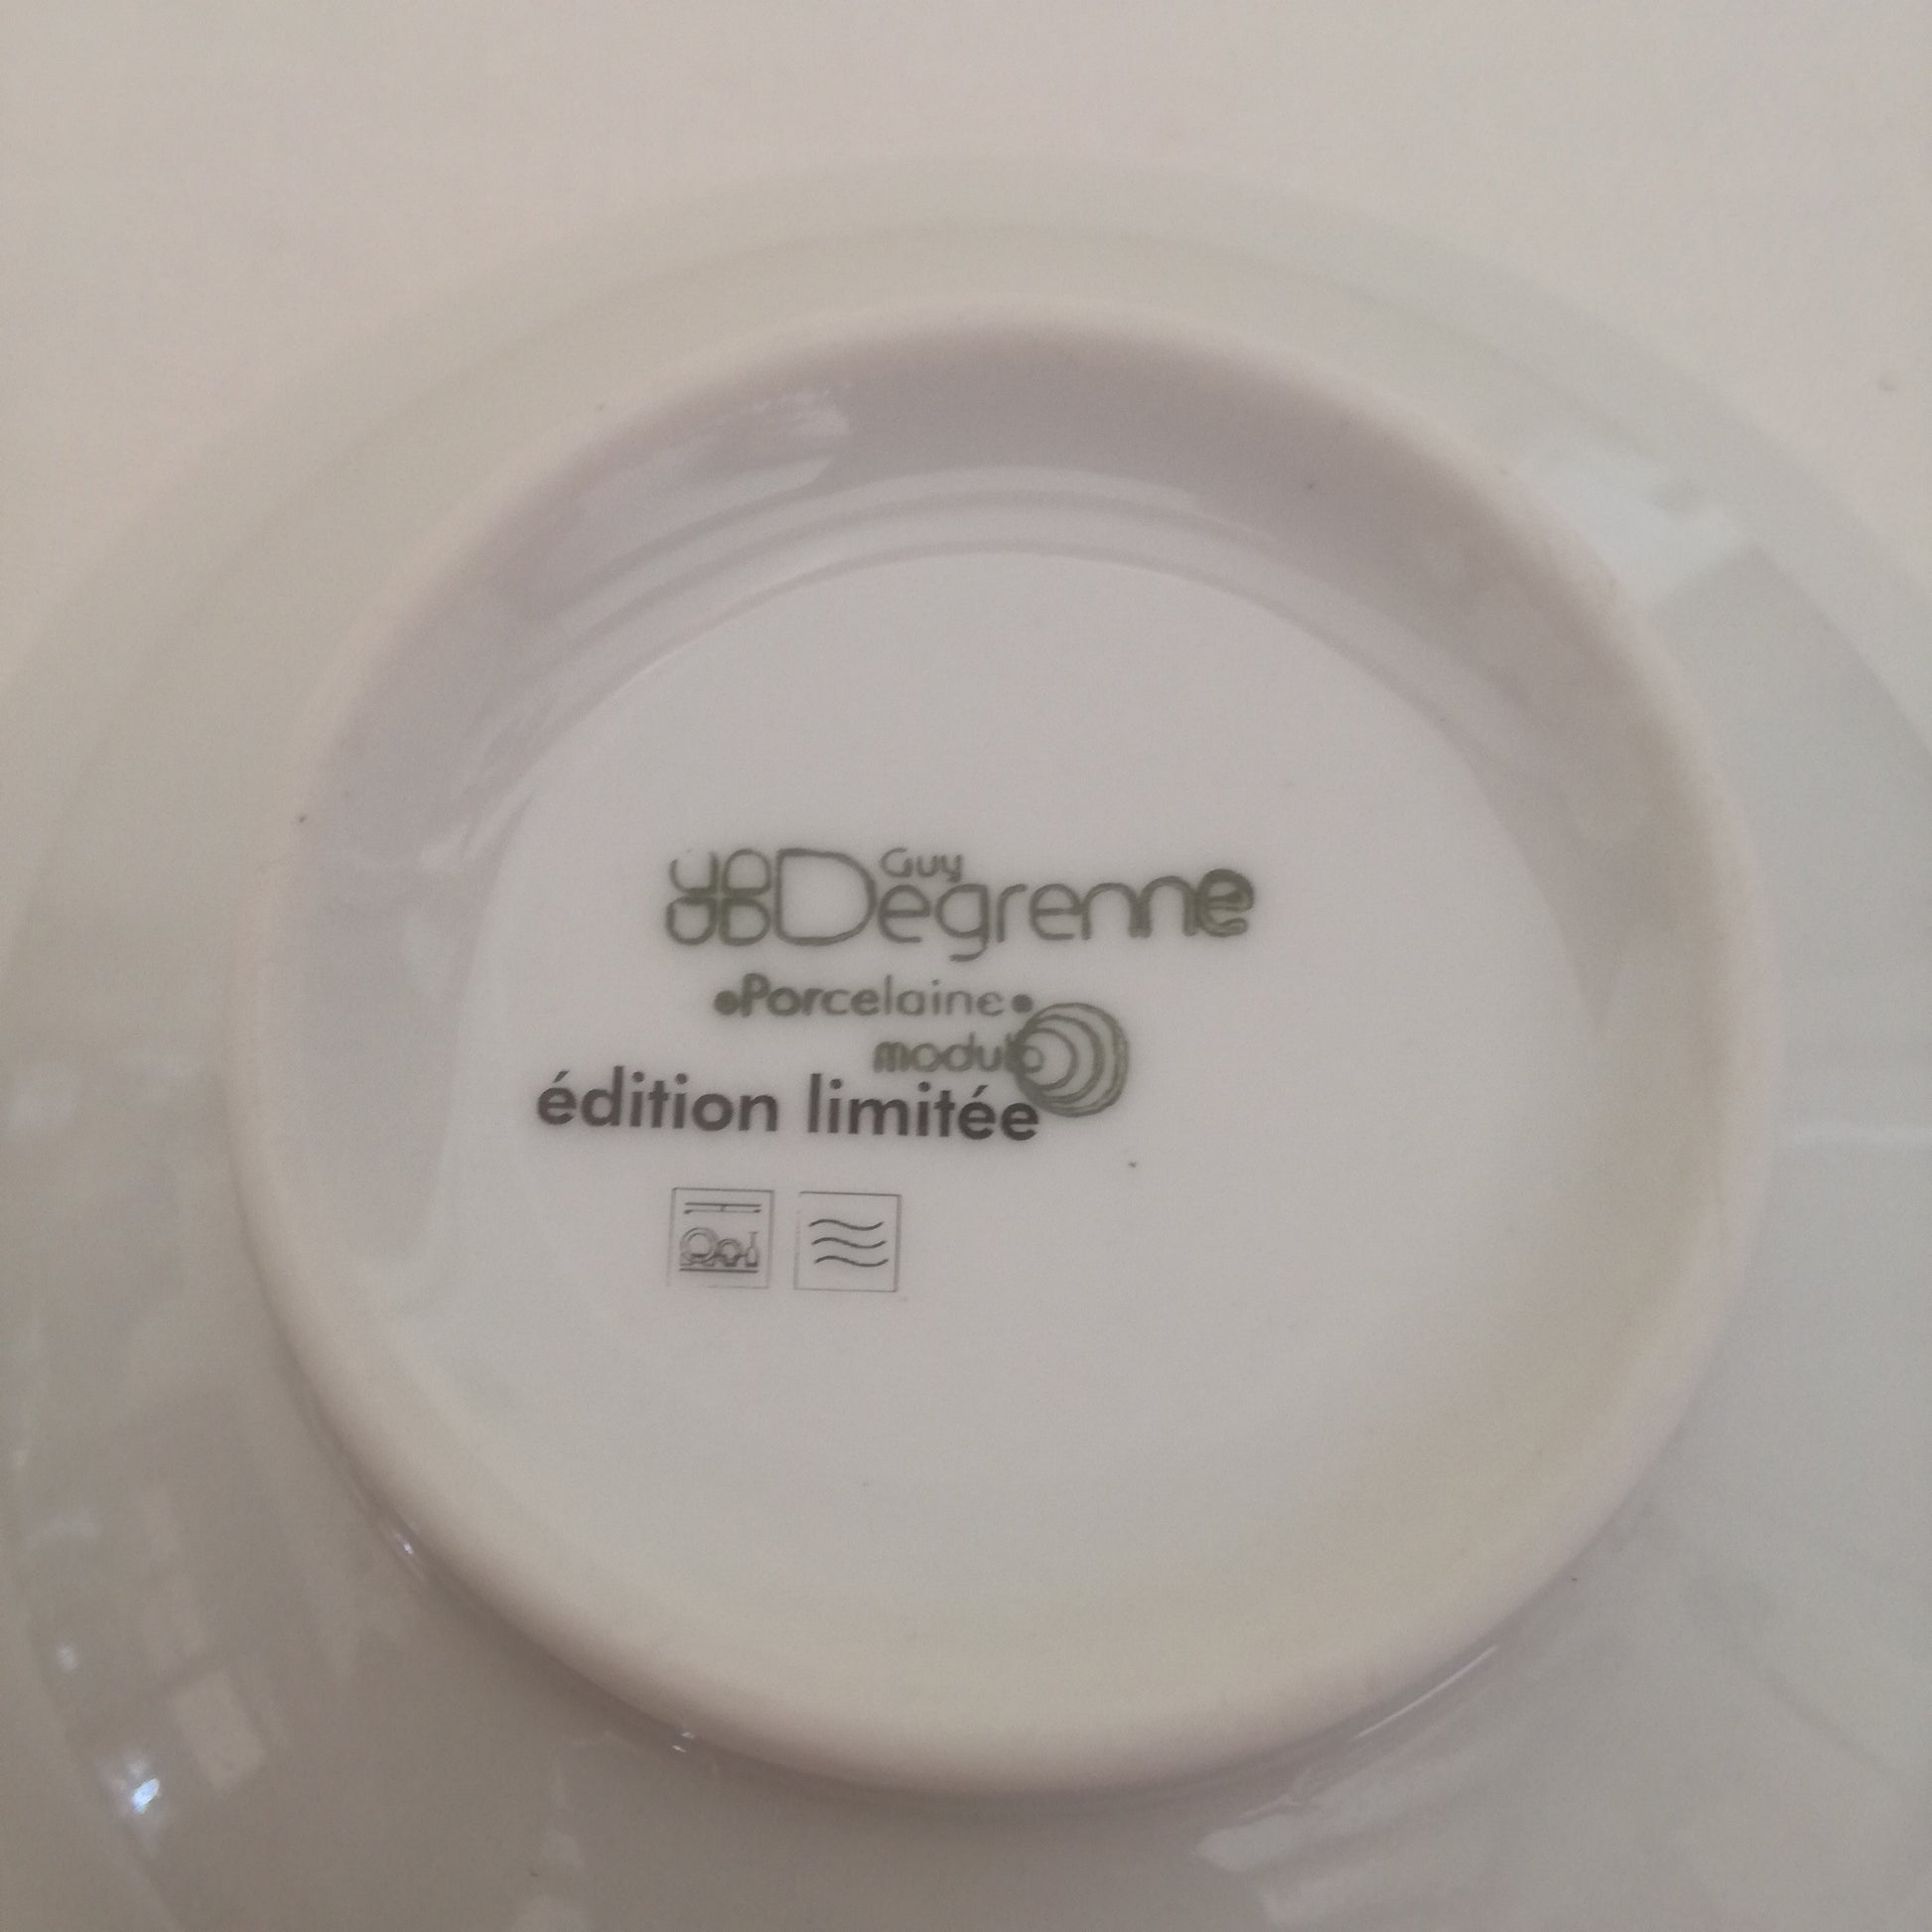 Guy
Degrenne
•Porcelaine•
modulo
édition limitée